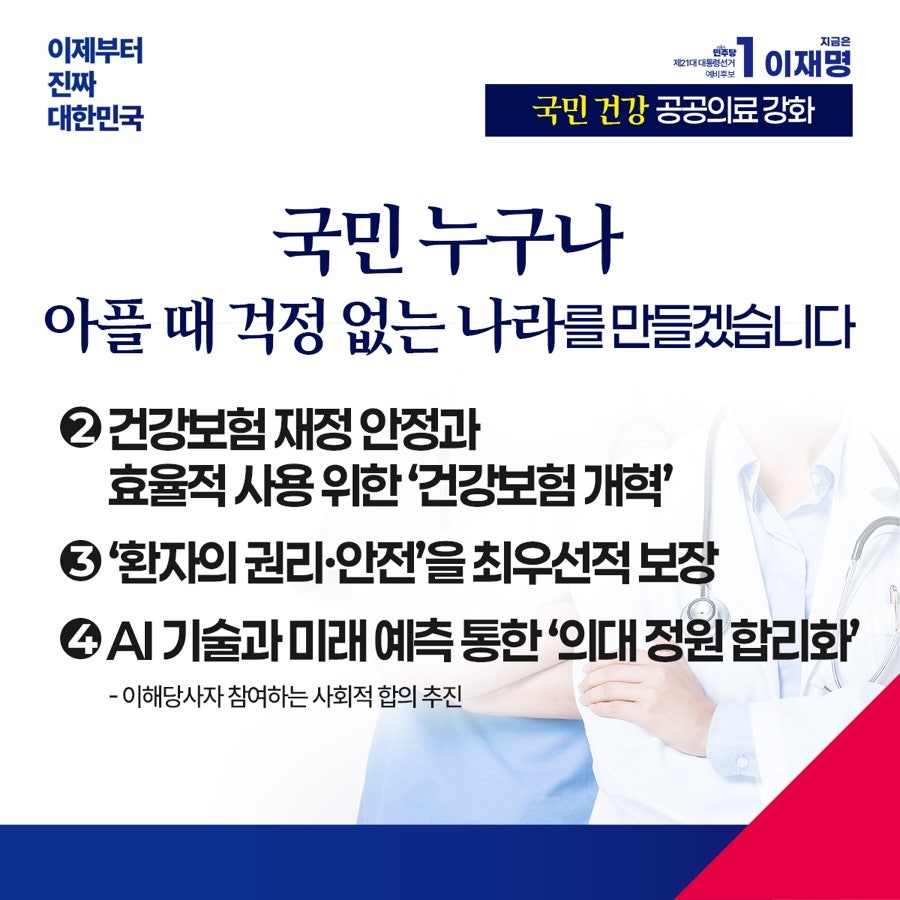 이제부터
진짜
대한민국
민주당
제21대 대통령선거
예비후보
1
지금은
이재명
국민 건강 공공의료 강화
국민 누구나
아플 때 걱정 없는 나라를 만들겠습니다
❷ 건강보험 재정 안정과
효율적 사용 위한 ‘건강보험 개혁’
❸ ‘환자의 권리·안전’을 최우선적 보장
❹ AI 기술과 미래 예측 통한 ‘의대 정원 합리화’
- 이해당사자 참여하는 사회적 합의 추진